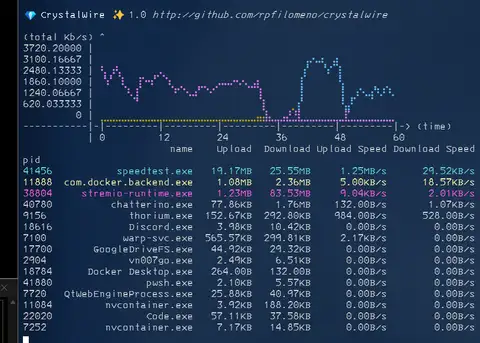 💎 CrystalWire ✨ 1.0 http://github.com/rpfilomeno/crystalwire
(total Kb/s) ^
3720.20000 |
3100.16667 |
2480.13333 |
1860.10000 |
1240.06667 |
620.033333 |
0 |
-----------|-|---------|---------|---------|---------|---------|-> (time)
0 12 24 36 48 60
name Upload Download Upload Speed Download Speed
pid
41456 speedtest.exe 19.17MB 25.55MB 1.25MB/s 29.52KB/s
11888 com.docker.backend.exe 1.08MB 2.36MB 5.00KB/s 18.57KB/s
38804 stremio-runtime.exe 1.23MB 83.53MB 9.04KB/s 2.01KB/s
40780 chatterino.exe 77.86KB 1.76MB 132.00B/s 1.07KB/s
9156 thorium.exe 152.67KB 292.80KB 984.00B/s 528.00B/s
18616 Discord.exe 3.98KB 10.42KB 0.00B/s 0.00B/s
7100 warp-svc.exe 565.57KB 299.81KB 2.17KB/s 0.00B/s
17700 GoogleDriveFS.exe 44.92KB 29.32KB 0.00B/s 0.00B/s
2904 vn007go.exe 2.49KB 6.51KB 0.00B/s 0.00B/s
18784 Docker Desktop.exe 264.00B 132.00B 0.00B/s 0.00B/s
41880 pwsh.exe 2.10KB 5.57KB 0.00B/s 0.00B/s
7720 QtWebEngineProcess.exe 25.88KB 40.97KB 0.00B/s 0.00B/s
11084 nvcontainer.exe 3.92KB 188.20KB 0.00B/s 0.00B/s
22020 Code.exe 57.11KB 37.58KB 0.00B/s 0.00B/s
7252 nvcontainer.exe 7.17KB 14.85KB 0.00B/s 0.00B/s